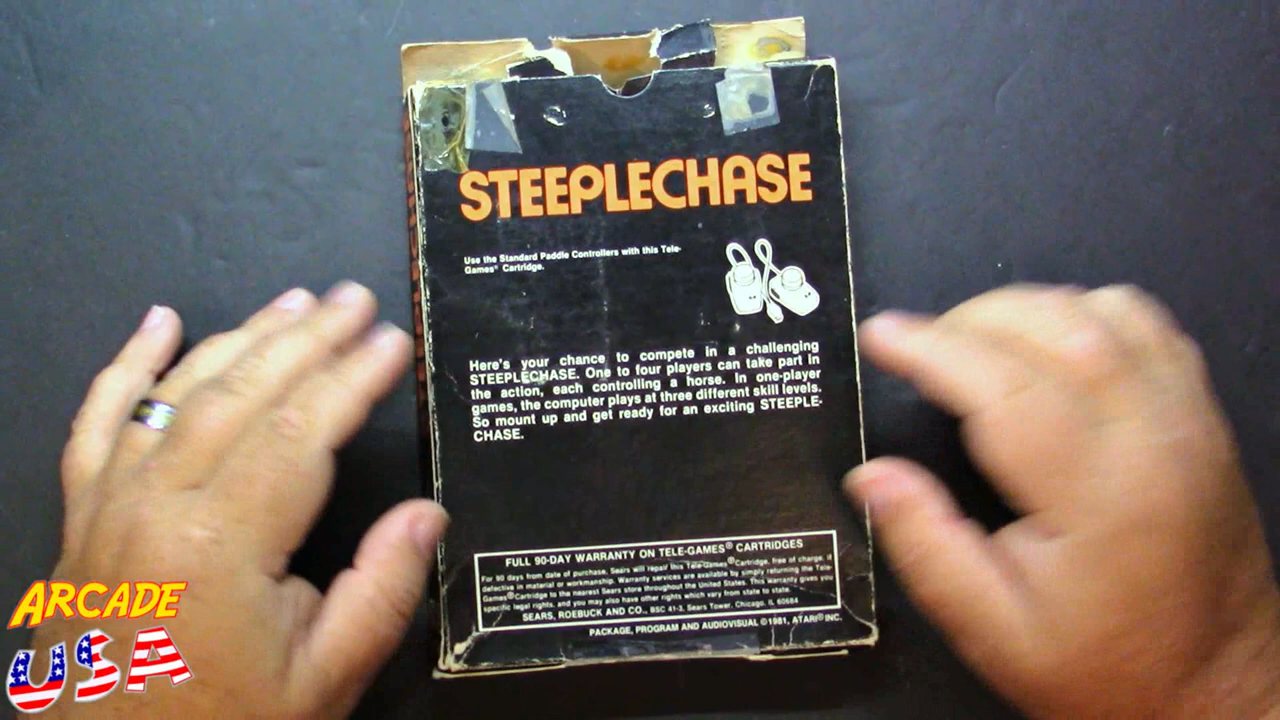 STEEPLECHASE
Use the Standard Paddle Controllers with this Tele-
Games® Cartridge.
Here's your chance to compete in a challenging
STEEPLECHASE. One to four players can take part in
the action, each controlling a horse. In one-player
games, the computer plays at three different skill levels.
So mount up and get ready for an exciting STEEPLE-
CHASE.
FULL 90-DAY WARRANTY ON TELE-GAMES® CARTRIDGES
For 90 days from date of purchase, Sears will repair this Tele-Games® Cartridge, free of charge, if
defective in material or workmanship. Warranty services are available by simply returning the Tele
Games® Cartridge to the nearest Sears store throughout the United States. This warranty gives you
specific legal rights, and you may also have other rights which vary from state to state.
SEARS, ROEBUCK AND CO., BSC 41-3, Sears Tower, Chicago, IL 60684
PACKAGE, PROGRAM AND AUDIOVISUAL ©1981, ATARI INC.
ARCADE
USA